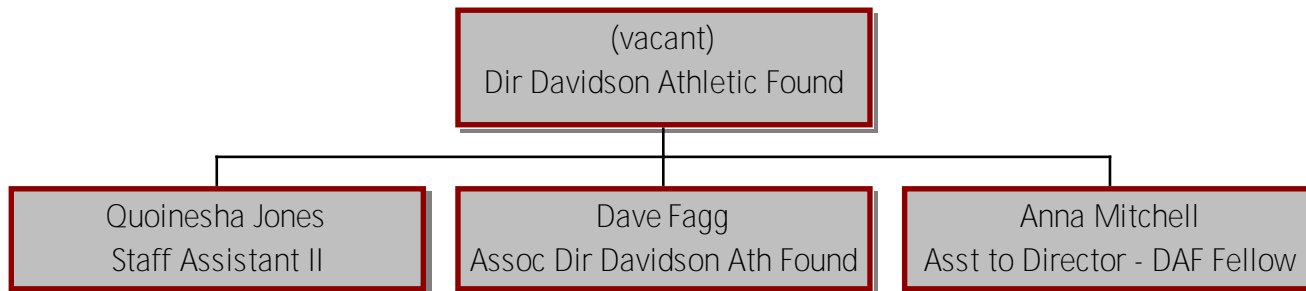 (vacant)
Dir Davidson Athletic Found
Quoinesha Jones
Staff Assistant II
Dave Fagg
Assoc Dir Davidson Ath Found
Anna Mitchell
Asst to Director - DAF Fellow